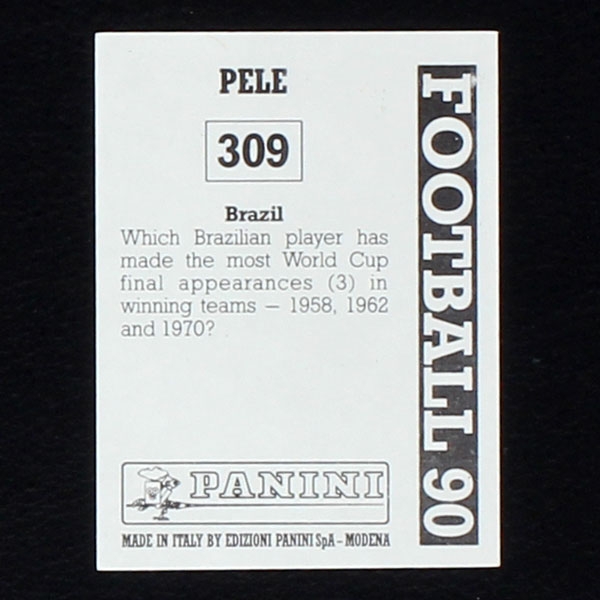 PELE
309
Brazil
Which Brazilian player has
made the most World Cup
final appearances (3) in
winning teams – 1958, 1962
and 1970?
PANINI
MADE IN ITALY BY EDIZIONI PANINI SpA – MODENA
FOOTBALL 90